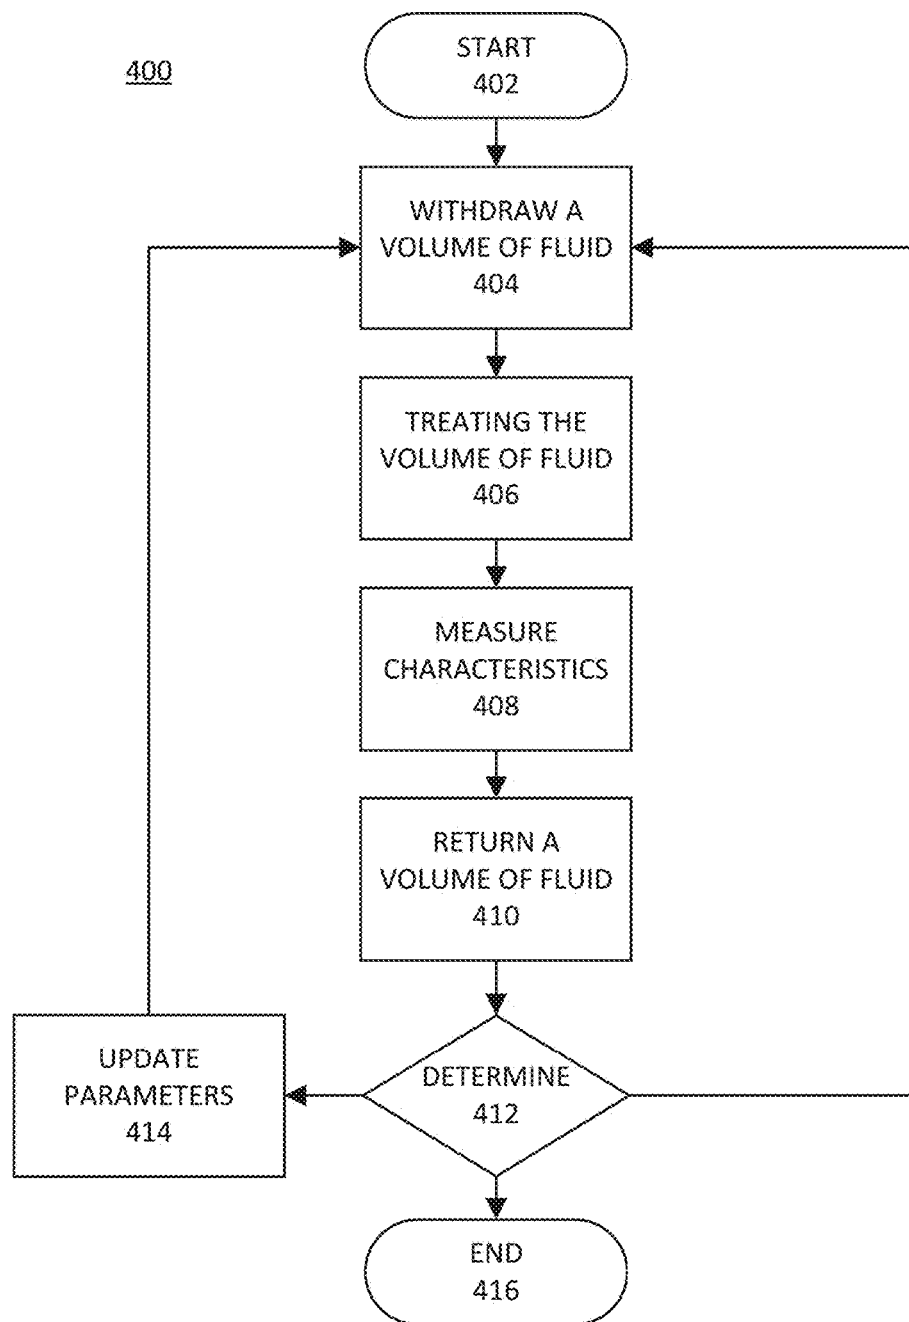 400
START
402
WITHDRAW A
VOLUME OF FLUID
404
TREATING THE
VOLUME OF FLUID
406
MEASURE
CHARACTERISTICS
408
RETURN A
VOLUME OF FLUID
410
UPDATE
PARAMETERS
414
DETERMINE
412
END
416